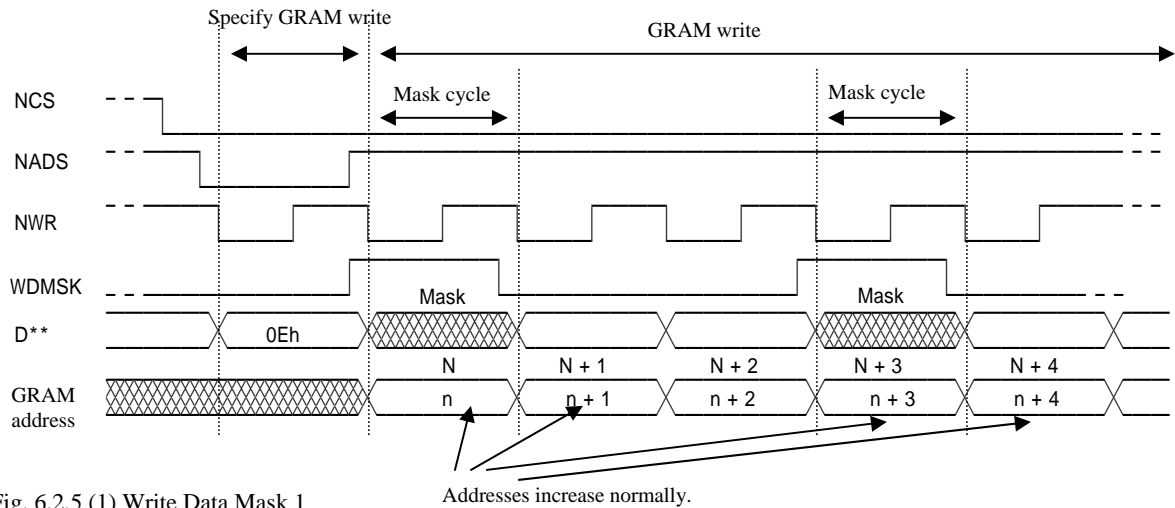 Specify GRAM write
GRAM write
Mask cycle
Mask cycle
NCS
NADS
NWR
WDMSK
Mask
Mask
D**
0Eh
N
N + 1
N + 2
N + 3
N + 4
GRAM address
n
n + 1
n + 2
n + 3
n + 4
Addresses increase normally.
Fig. 6.2.5 (1) Write Data Mask 1